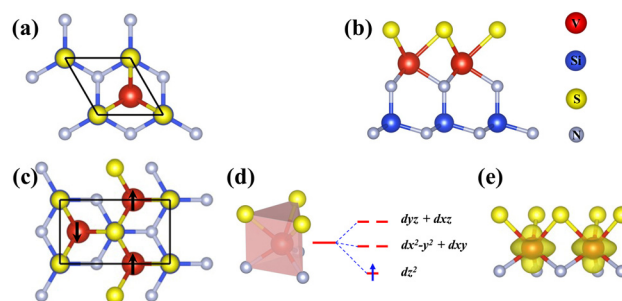 (a)
(b)
V
Si
S
N
(c)
(d)
dyz + dxz
dx²-y² + dxy
dz²
(e)